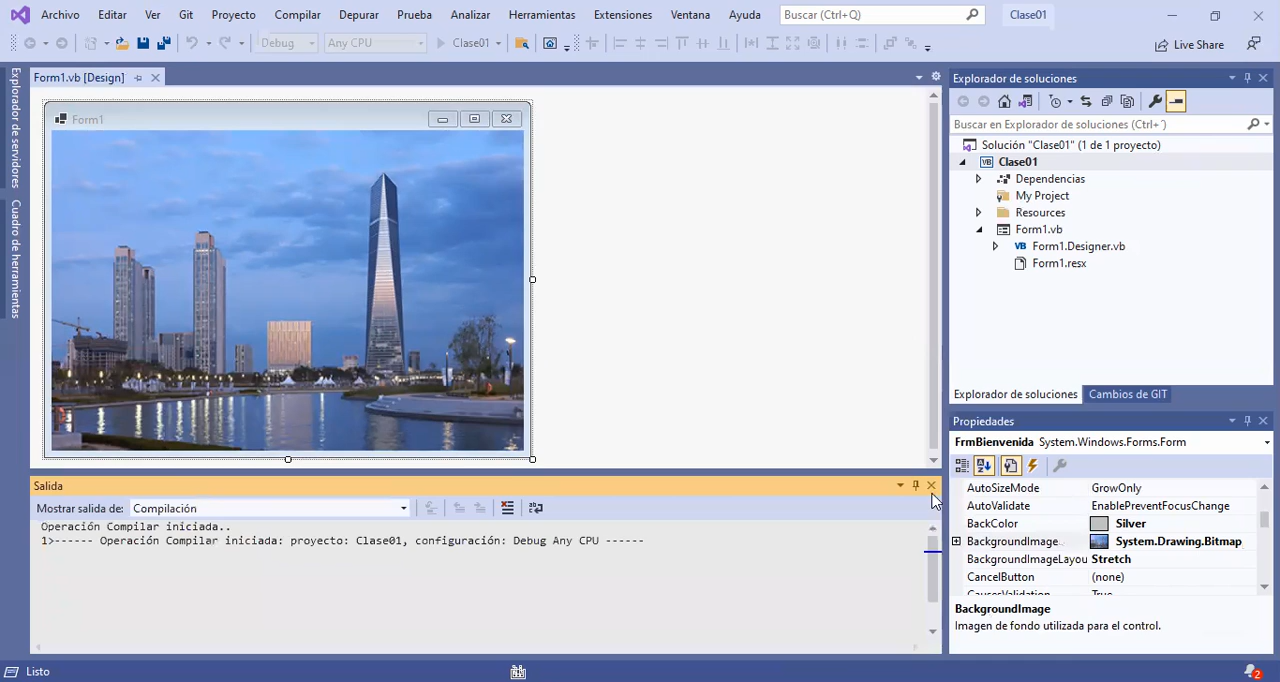 Archivo Editar Ver Git Proyecto Compilar Depurar Prueba Analizar Herramientas Extensiones Ventana Ayuda Buscar (Ctrl+Q) Clase01
Debug Any CPU Clase01 Live Share
Explorador de servidores
Cuadro de herramientas
Form1.vb [Design]
Form1
Explorador de soluciones
Buscar en Explorador de soluciones (Ctrl+´)
Solución "Clase01" (1 de 1 proyecto)
VB Clase01
Dependencias
My Project
Resources
Form1.vb
VB Form1.Designer.vb
Form1.resx
Explorador de soluciones Cambios de GIT
Propiedades
FrmBienvenida System.Windows.Forms.Form
AutoSizeMode GrowOnly
AutoValidate EnablePreventFocusChange
BackColor Silver
BackgroundImage System.Drawing.Bitmap
BackgroundImageLayou Stretch
CancelButton (none)
CausesValidation True
BackgroundImage
Imagen de fondo utilizada para el control.
Salida
Mostrar salida de: Compilación
Operación Compilar iniciada..
1>------ Operación Compilar iniciada: proyecto: Clase01, configuración: Debug Any CPU ------
Listo
2